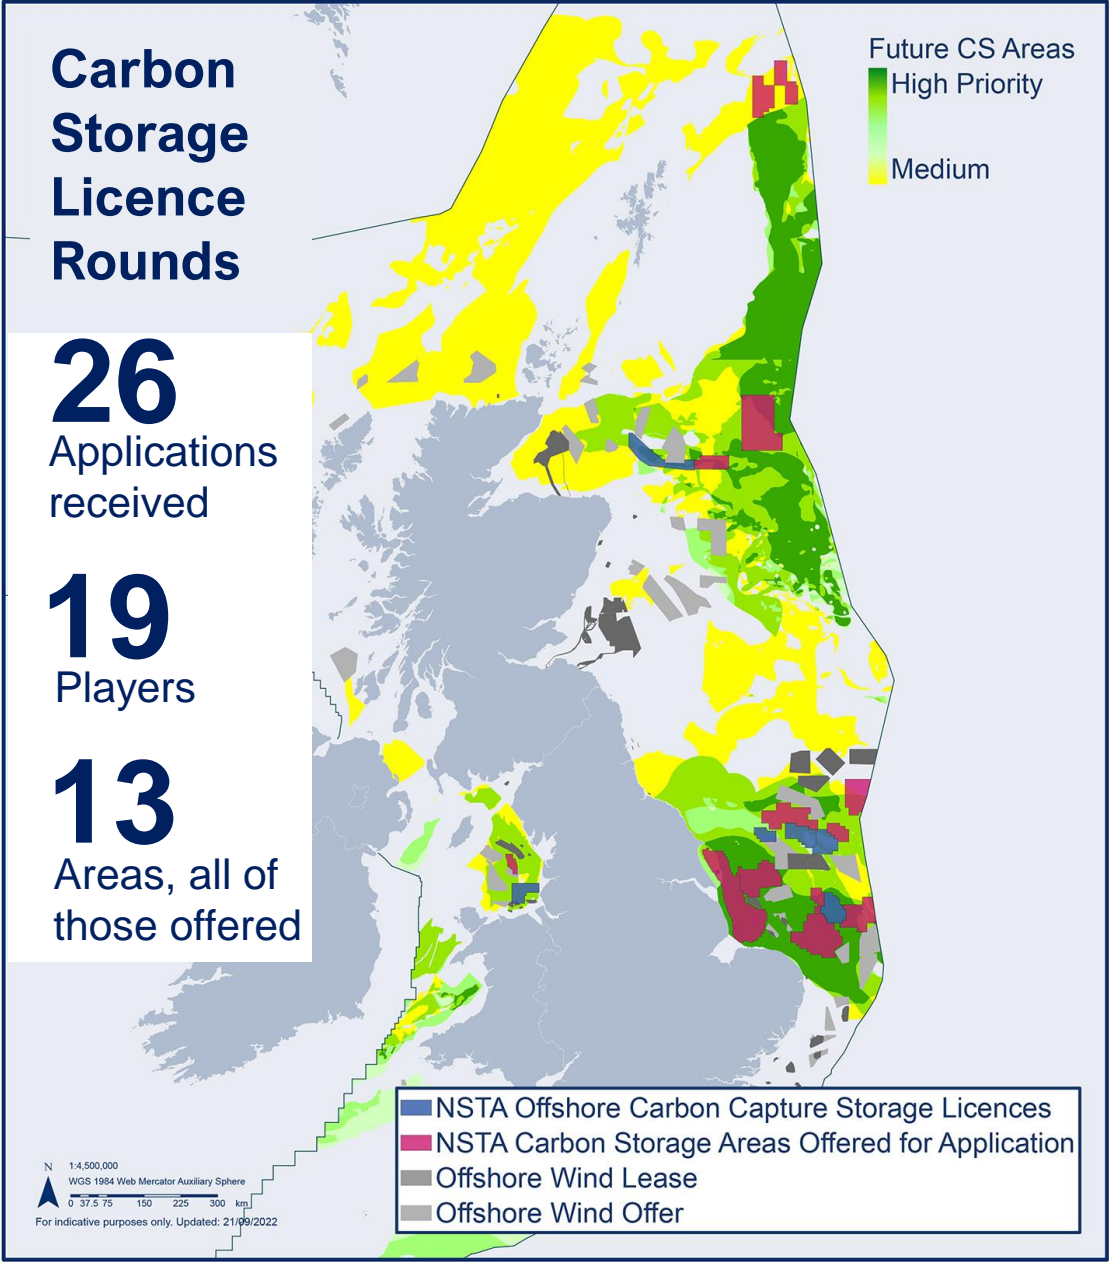 Carbon
Storage
Licence
Rounds
26
Applications
received
19
Players
13
Areas, all of
those offered
Future CS Areas
High Priority
Medium
NSTA Offshore Carbon Capture Storage Licences
NSTA Carbon Storage Areas Offered for Application
Offshore Wind Lease
Offshore Wind Offer
N
1:4,500,000
WGS 1984 Web Mercator Auxiliary Sphere
0 37.5 75 150 225 300 km
For indicative purposes only. Updated: 21/09/2022